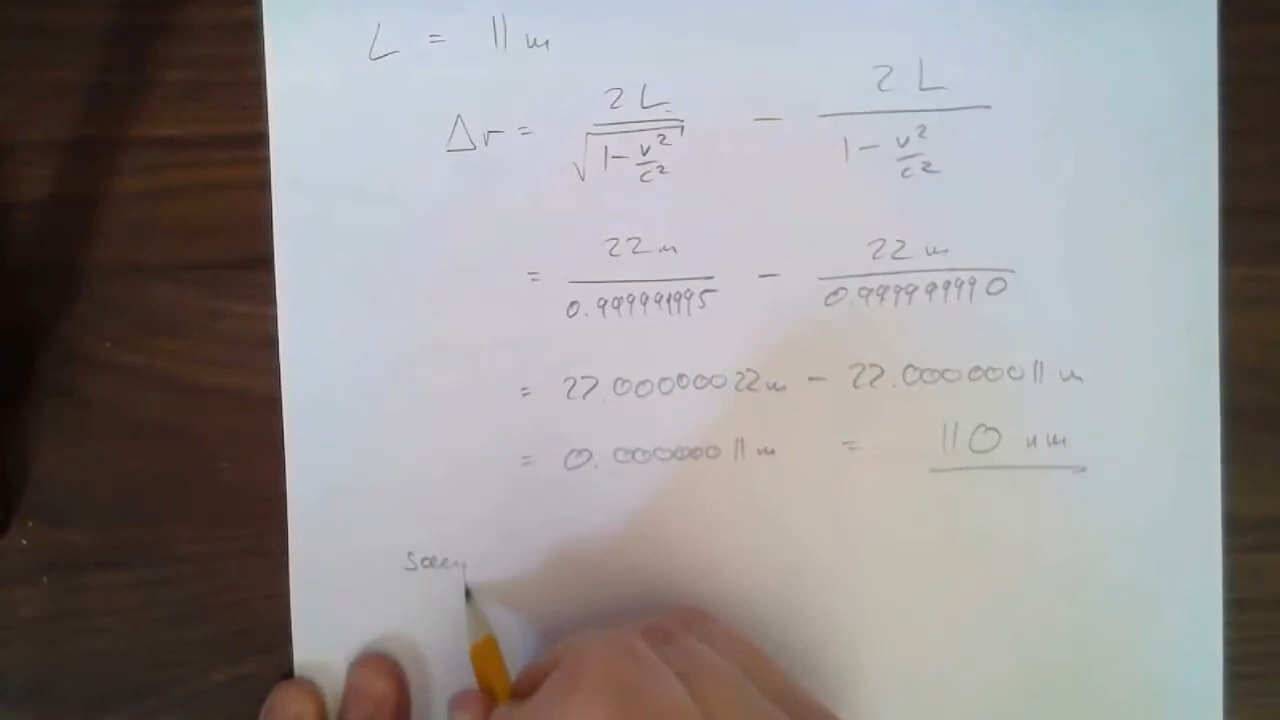 L = 11 m
Δr = 2L / √(1 - v²/c²) - 2L / (1 - v²/c²)
= 22 m / 0.999999995 - 22 m / 0.999999990
= 22.00000022 m - 22.00000011 m
= 0.00000011 m = 110 nm